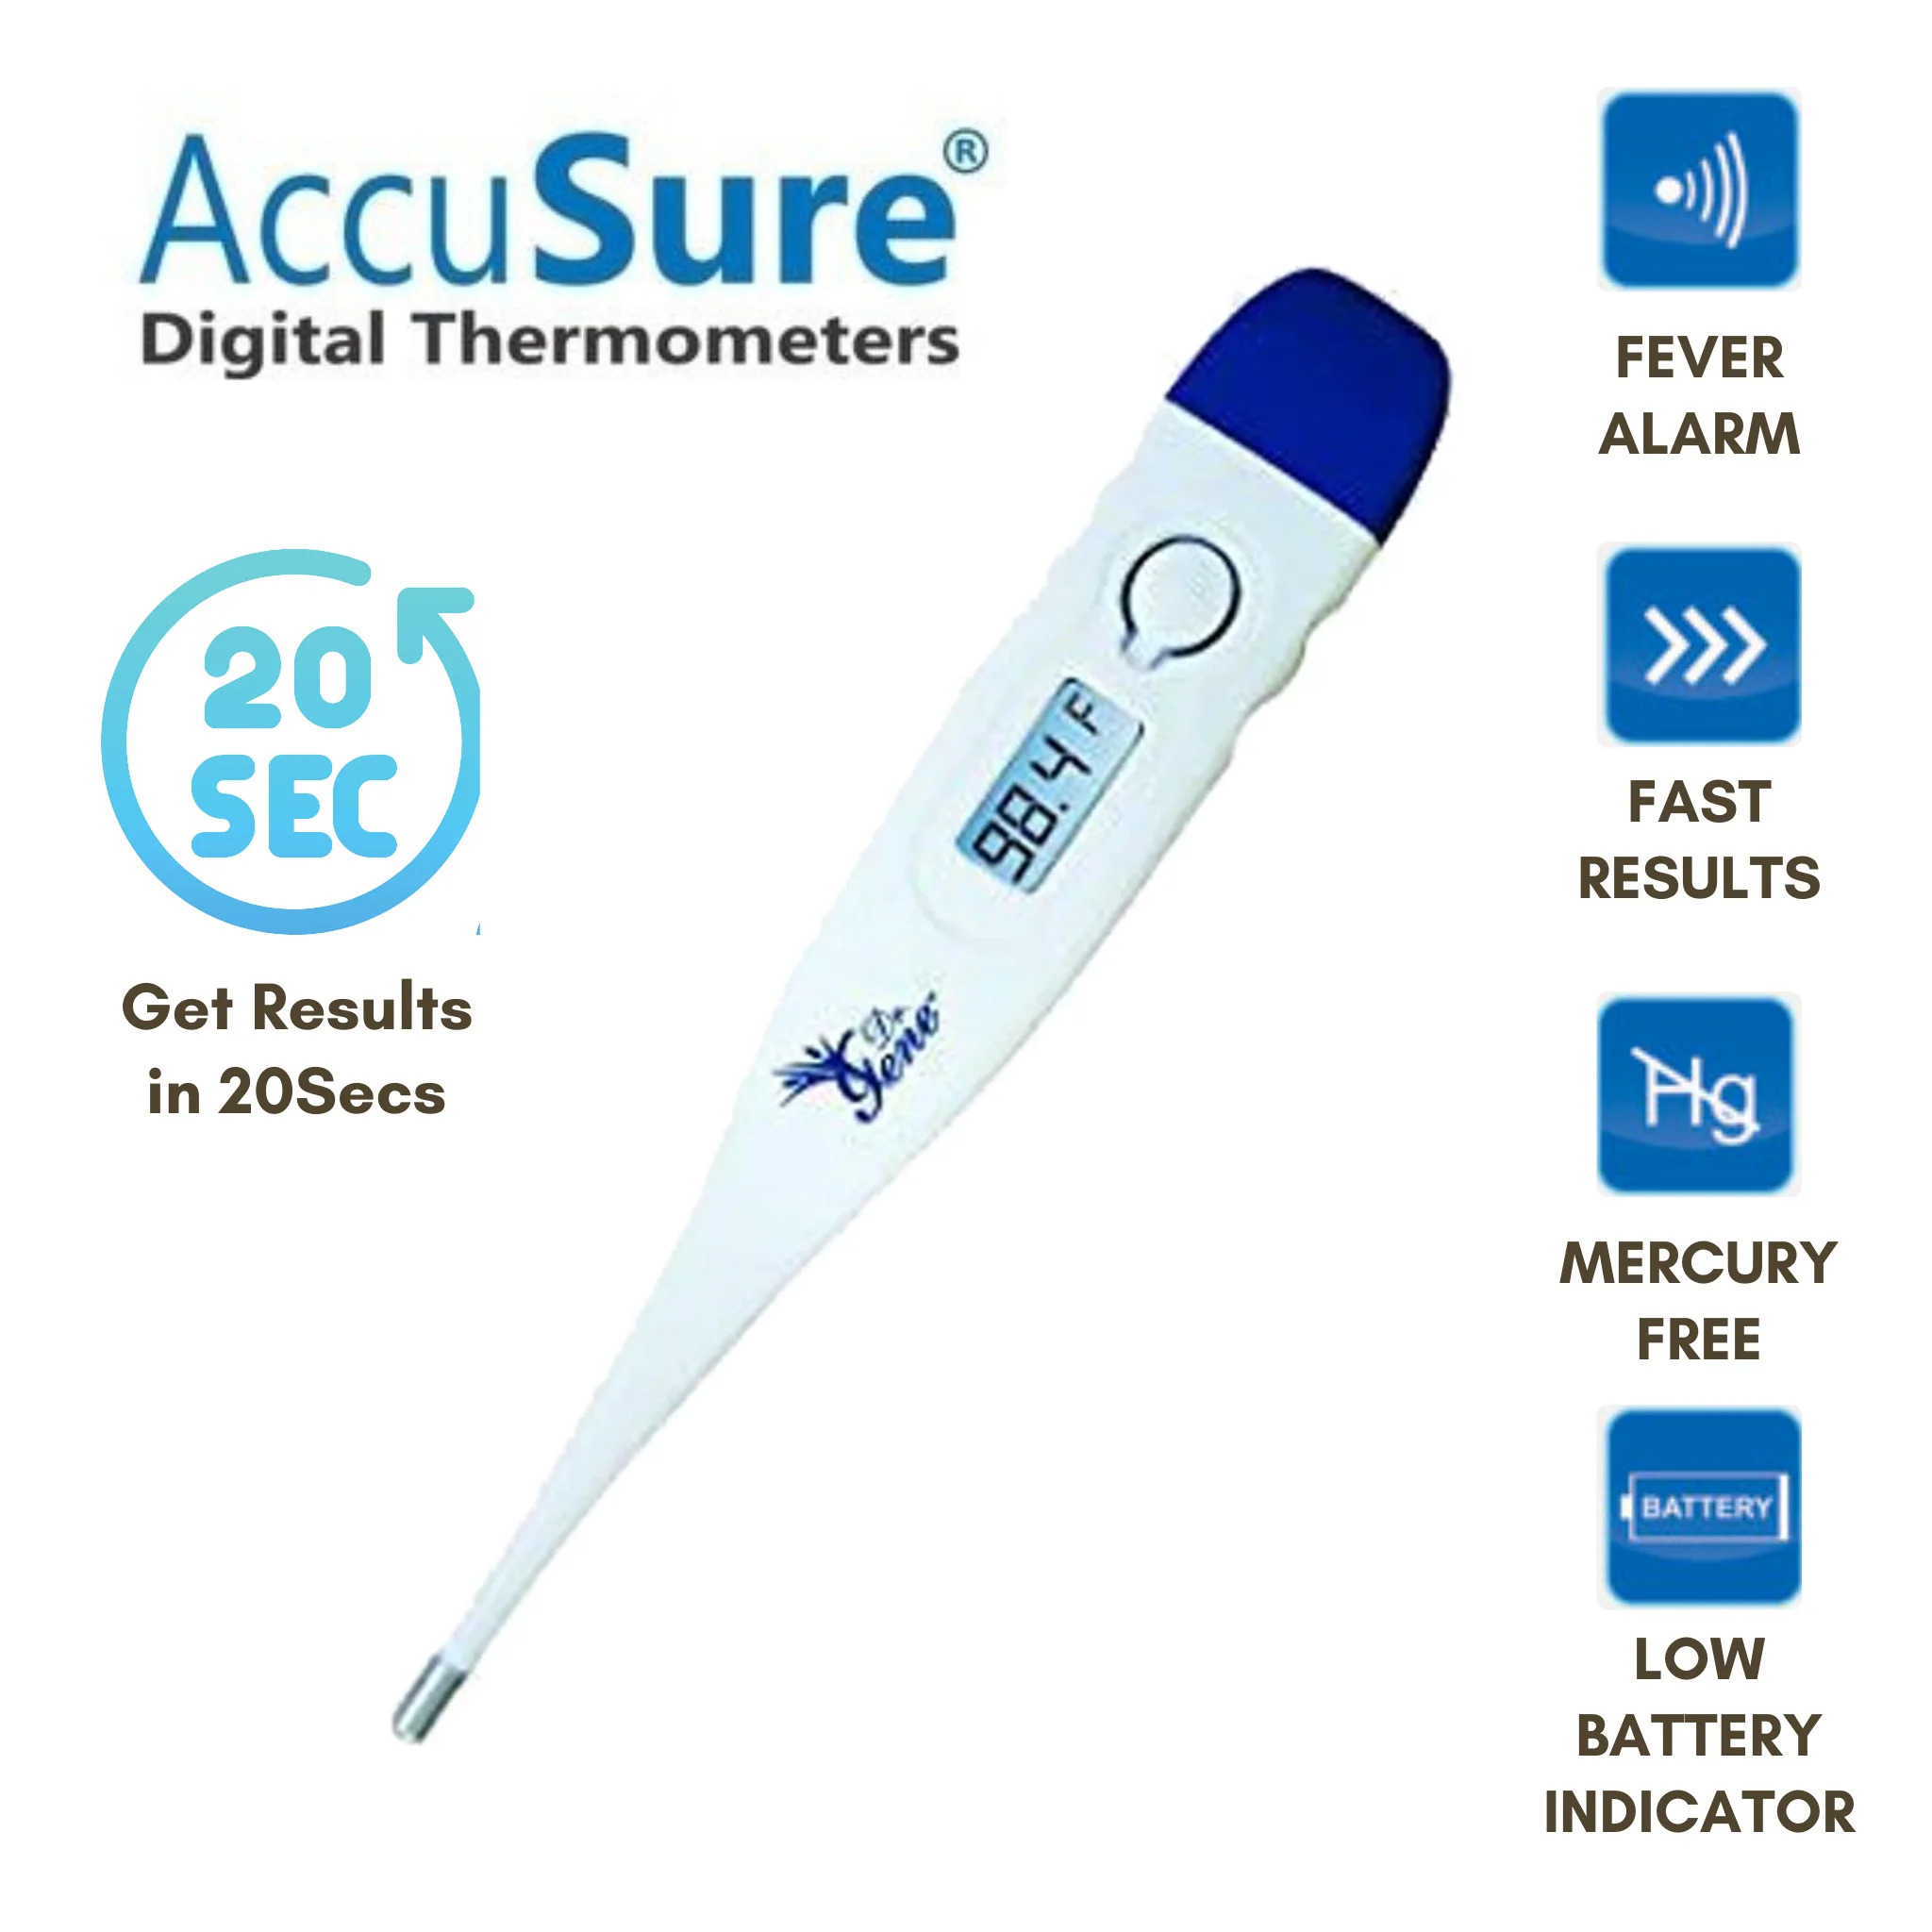 AccuSure®
Digital Thermometers
20
SEC
Get Results
in 20Secs
98.4 F
Dr.
Gene
FEVER
ALARM
FAST
RESULTS
Hg
MERCURY
FREE
BATTERY
LOW
BATTERY
INDICATOR